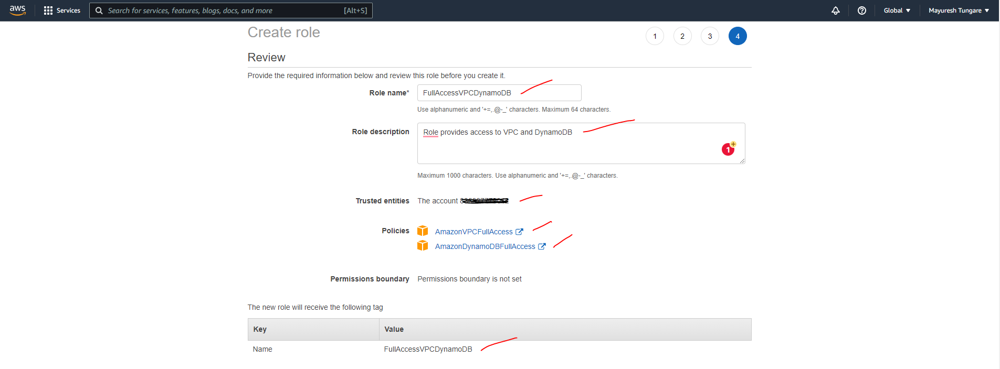 aws
Services
Search for services, features, blogs, docs, and more [Alt+S]
Global
Mayuresh Tungare
Create role
1 2 3 4
Review
Provide the required information below and review this role before you create it.
Role name* FullAccessVPCDynamoDB
Use alphanumeric and '+=,.@-_' characters. Maximum 64 characters.
Role description Role provides access to VPC and DynamoDB
1
Maximum 1000 characters. Use alphanumeric and '+=,.@-_' characters.
Trusted entities The account
Policies AmazonVPCFullAccess
AmazonDynamoDBFullAccess
Permissions boundary Permissions boundary is not set
The new role will receive the following tag
Key Value
Name FullAccessVPCDynamoDB